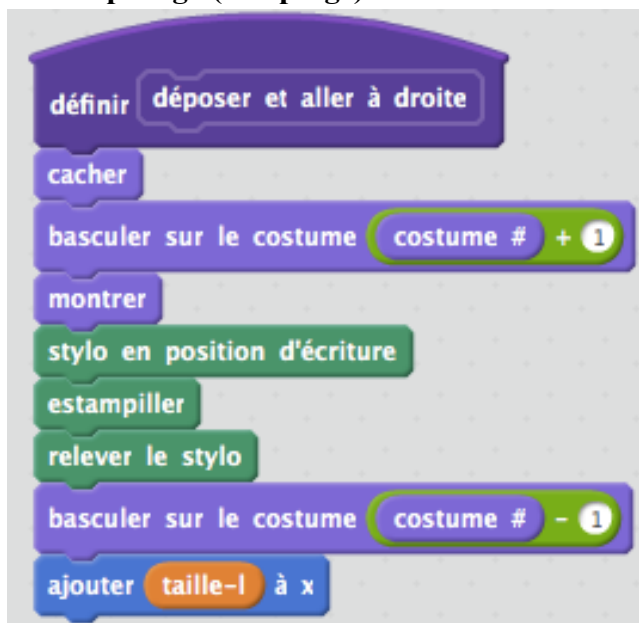 définir déposer et aller à droite
cacher
basculer sur le costume costume # + 1
montrer
stylo en position d'écriture
estampiller
relever le stylo
basculer sur le costume costume # - 1
ajouter taille-l à x